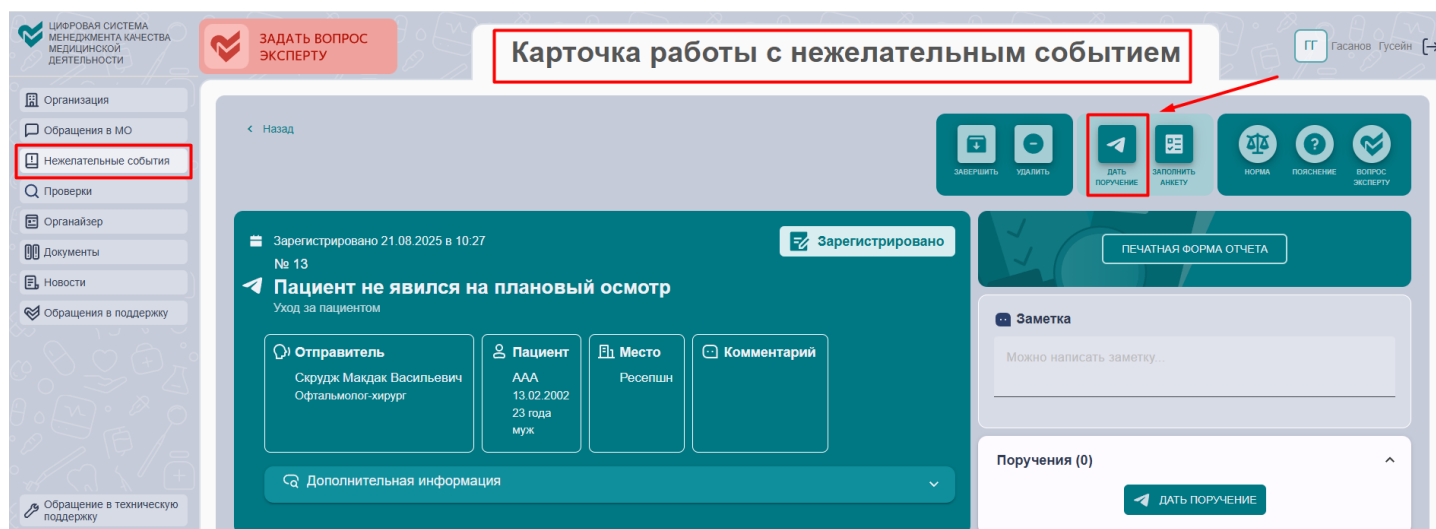 ЦИФРОВАЯ СИСТЕМА
МЕНЕДЖМЕНТА КАЧЕСТВА
МЕДИЦИНСКОЙ
ДЕЯТЕЛЬНОСТИ
ЗАДАТЬ ВОПРОС
ЭКСПЕРТУ
Карточка работы с нежелательным событием
ГГ
Гасанов Гусейн
Организация
Обращения в МО
Нежелательные события
Проверки
Органайзер
Документы
Новости
Обращения в поддержку
Обращение в техническую
поддержку
Назад
ЗАВЕРШИТЬ
УДАЛИТЬ
ДАТЬ
ПОРУЧЕНИЕ
ЗАПОЛНИТЬ
АНКЕТУ
НОРМА
ПОЯСНЕНИЕ
ВОПРОС
ЭКСПЕРТУ
Зарегистрировано 21.08.2025 в 10:27
Зарегистрировано
№ 13
Пациент не явился на плановый осмотр
Уход за пациентом
Отправитель
Скрудж Макдак Васильевич
Офтальмолог-хирург
Пациент
ААА
13.02.2002
23 года
муж
Место
Ресепшн
Комментарий
Дополнительная информация
ПЕЧАТНАЯ ФОРМА ОТЧЕТА
Заметка
Можно написать заметку...
Поручения (0)
ДАТЬ ПОРУЧЕНИЕ